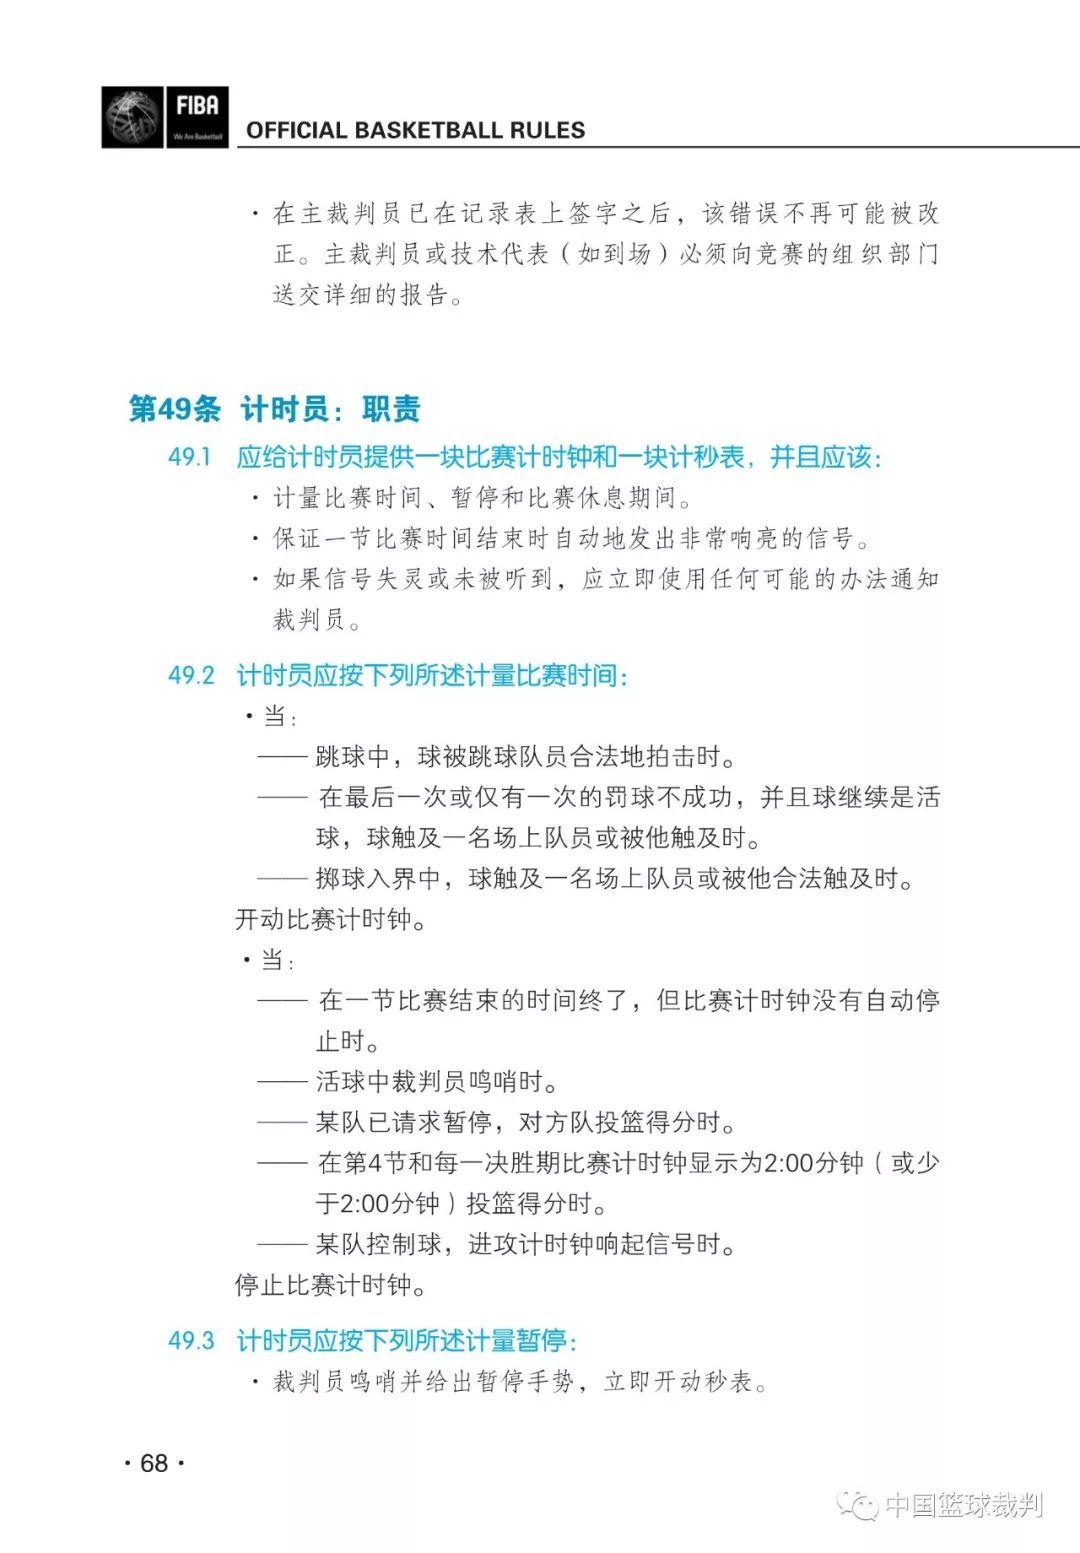 FIBA
We Are Basketball
OFFICIAL BASKETBALL RULES
· 在主裁判员已在记录表上签字之后，该错误不再可能被改
正。主裁判员或技术代表（如到场）必须向竞赛的组织部门
送交详细的报告。
第49条 计时员：职责
49.1 应给计时员提供一块比赛计时钟和一块计秒表，并且应该：
· 计量比赛时间、暂停和比赛休息期间。
· 保证一节比赛时间结束时自动地发出非常响亮的信号。
· 如果信号失灵或未被听到，应立即使用任何可能的办法通知
裁判员。
49.2 计时员应按下列所述计量比赛时间：
· 当：
—— 跳球中，球被跳球队员合法地拍击时。
—— 在最后一次或仅有一次的罚球不成功，并且球继续是活
球，球触及一名场上队员或被他触及时。
—— 掷球入界中，球触及一名场上队员或被他合法触及时。
开动比赛计时钟。
· 当：
—— 在一节比赛结束的时间终了，但比赛计时钟没有自动停
止时。
—— 活球中裁判员鸣哨时。
—— 某队已请求暂停，对方队投篮得分时。
—— 在第4节和每一决胜期比赛计时钟显示为2:00分钟（或少
于2:00分钟）投篮得分时。
—— 某队控制球，进攻计时钟响起信号时。
停止比赛计时钟。
49.3 计时员应按下列所述计量暂停：
· 裁判员鸣哨并给出暂停手势，立即开动秒表。
· 68 ·
中国篮球裁判